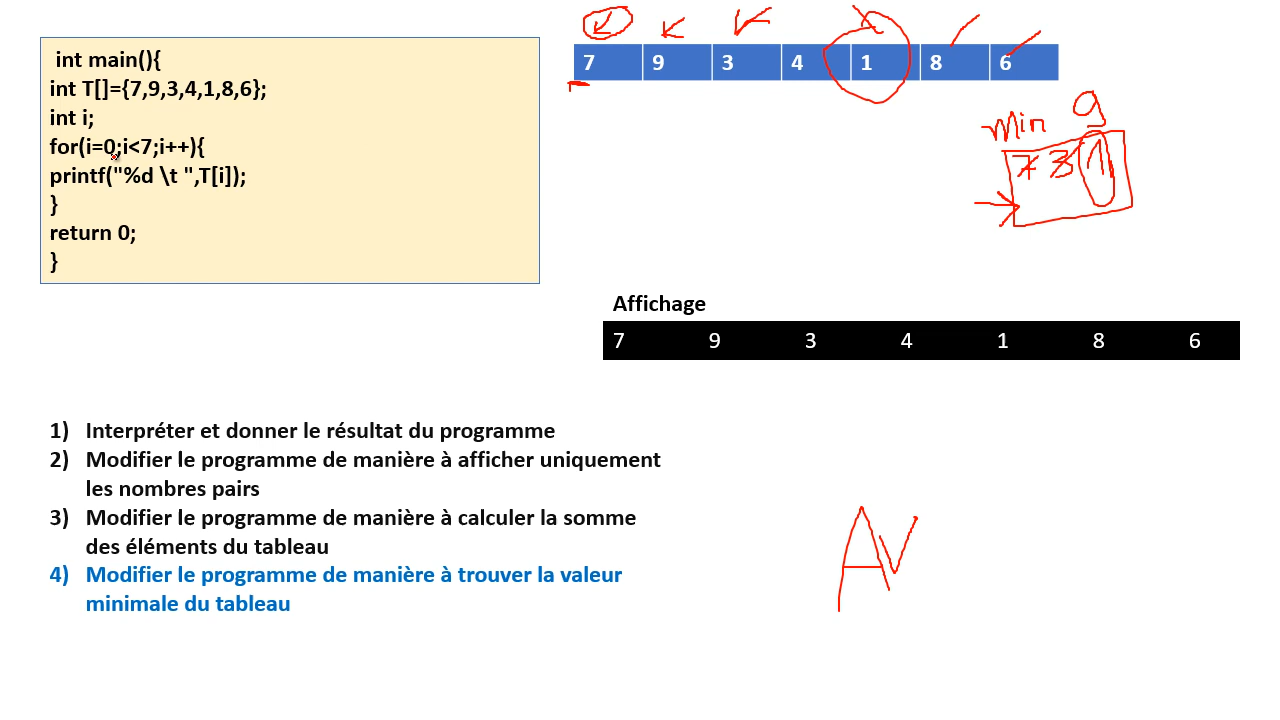 int main(){
int T[]={7,9,3,4,1,8,6};
int i;
for(i=0;i<7;i++){
printf("%d \t ",T[i]);
}
return 0;
}
7 9 3 4 1 8 6
min
7 3 1
Affichage
7 9 3 4 1 8 6
1) Interpréter et donner le résultat du programme
2) Modifier le programme de manière à afficher uniquement
les nombres pairs
3) Modifier le programme de manière à calculer la somme
des éléments du tableau
4) Modifier le programme de manière à trouver la valeur
minimale du tableau